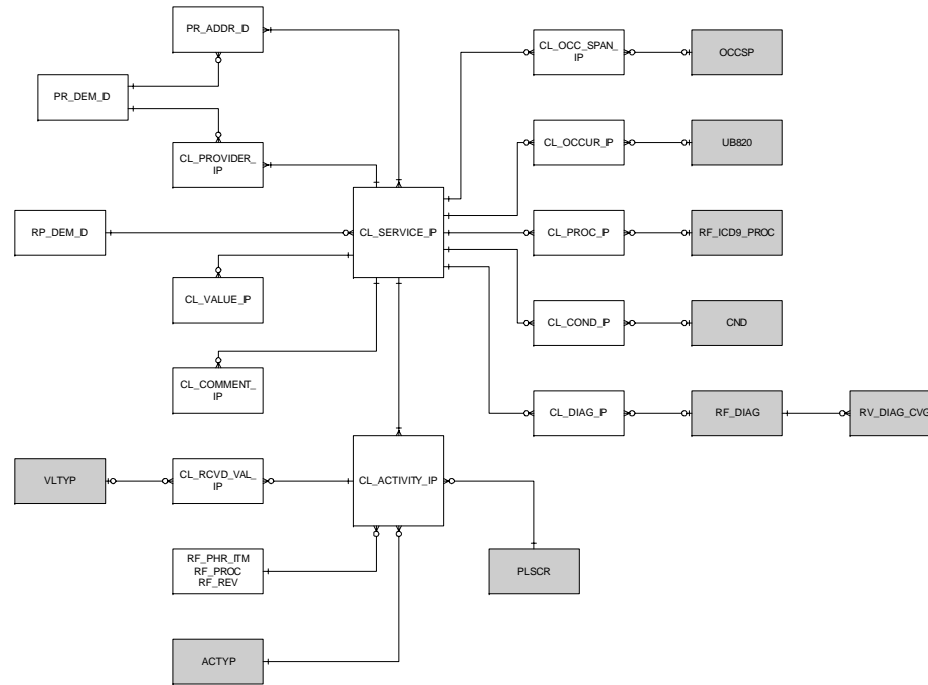 PR_ADDR_ID
CL_OCC_SPAN_
IP
OCCSP
PR_DEM_ID
CL_OCCUR_IP
UB820
CL_PROVIDER_
IP
RP_DEM_ID
CL_SERVICE_IP
CL_PROC_IP
RF_ICD9_PROC
CL_VALUE_IP
CL_COND_IP
CND
CL_COMMENT_
IP
CL_DIAG_IP
RF_DIAG
RV_DIAG_CVG
VLTYP
CL_RCVD_VAL_
IP
CL_ACTIVITY_IP
RF_PHR_ITM
RF_PROC
RF_REV
PLSCR
ACTYP